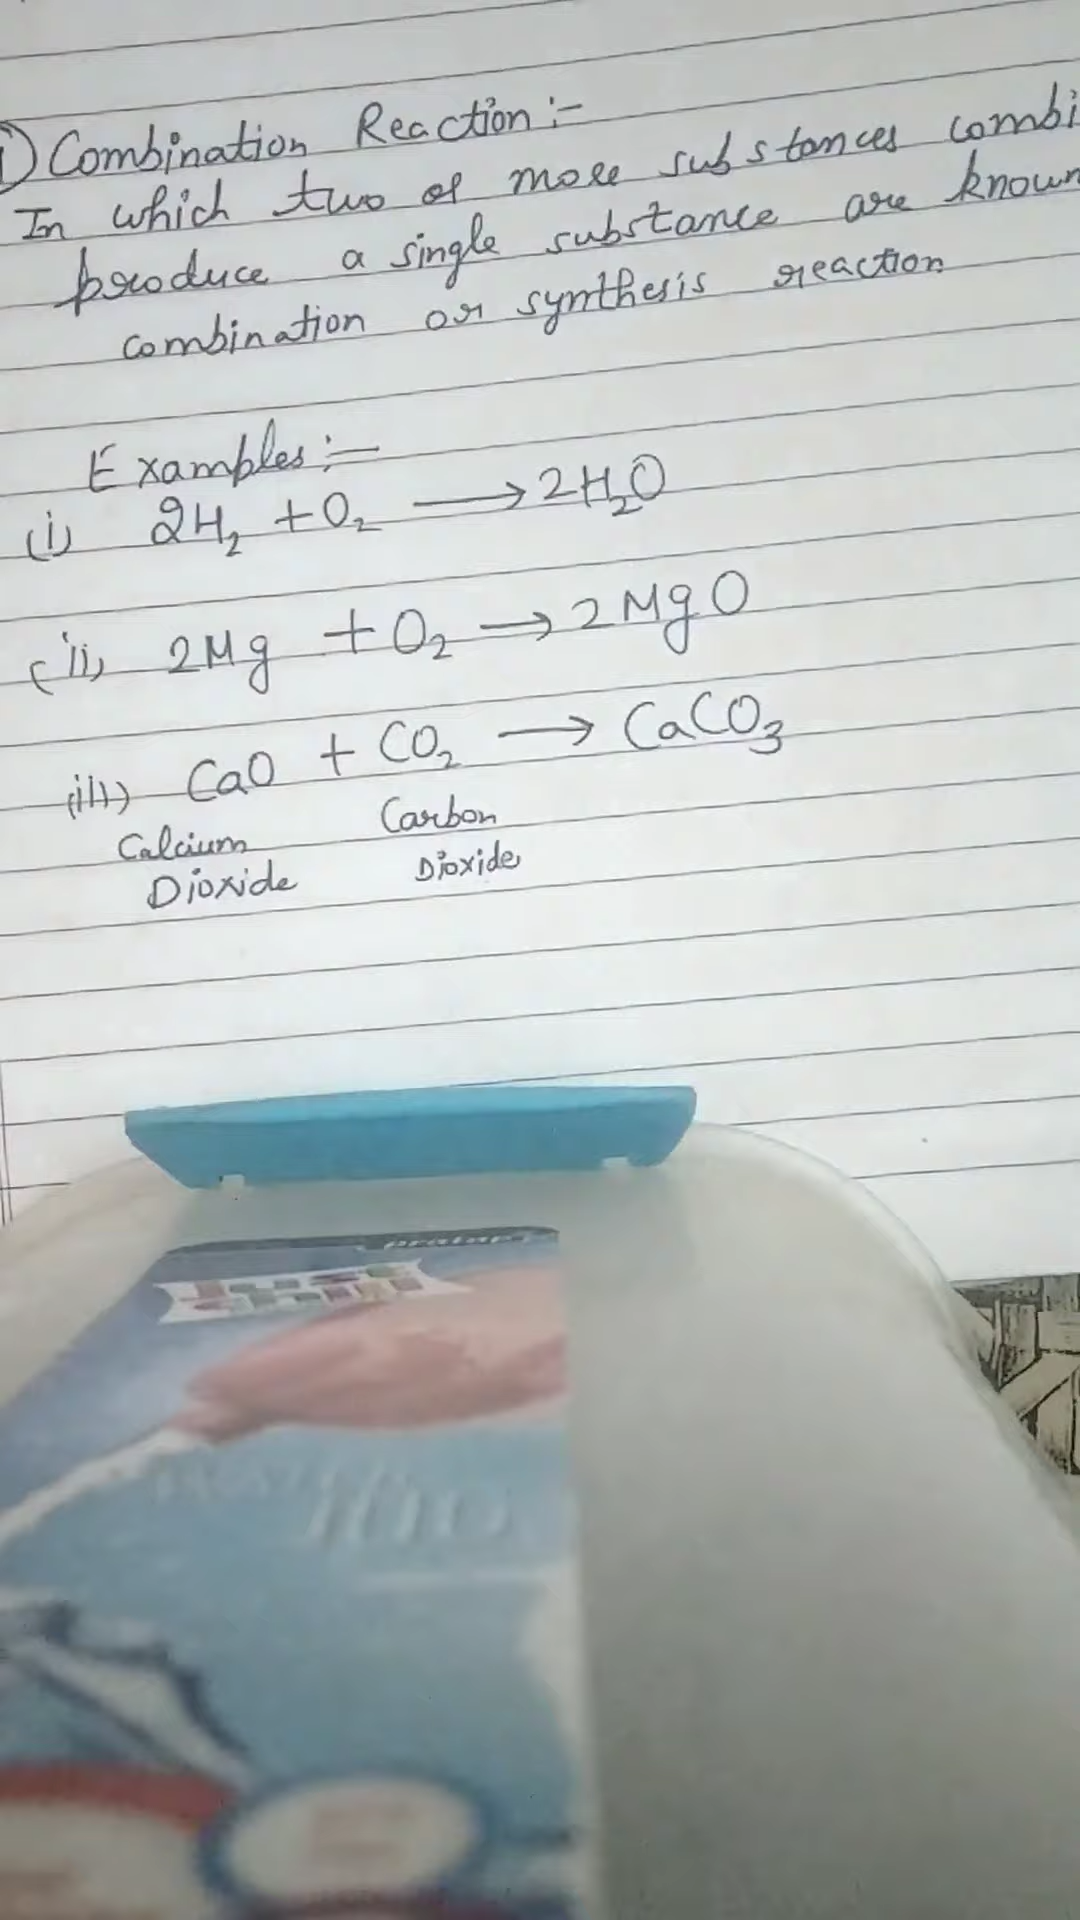 1) Combination Reaction :-
In which two or more substances combi
produce a single substance are known
combination or synthesis reaction
Examples :-
(i) 2H₂ + O₂ ⟶ 2H₂O
(ii) 2Mg + O₂ ⟶ 2MgO
(iii) CaO + CO₂ ⟶ CaCO₃
Calcium Carbon
Dioxide Dioxide